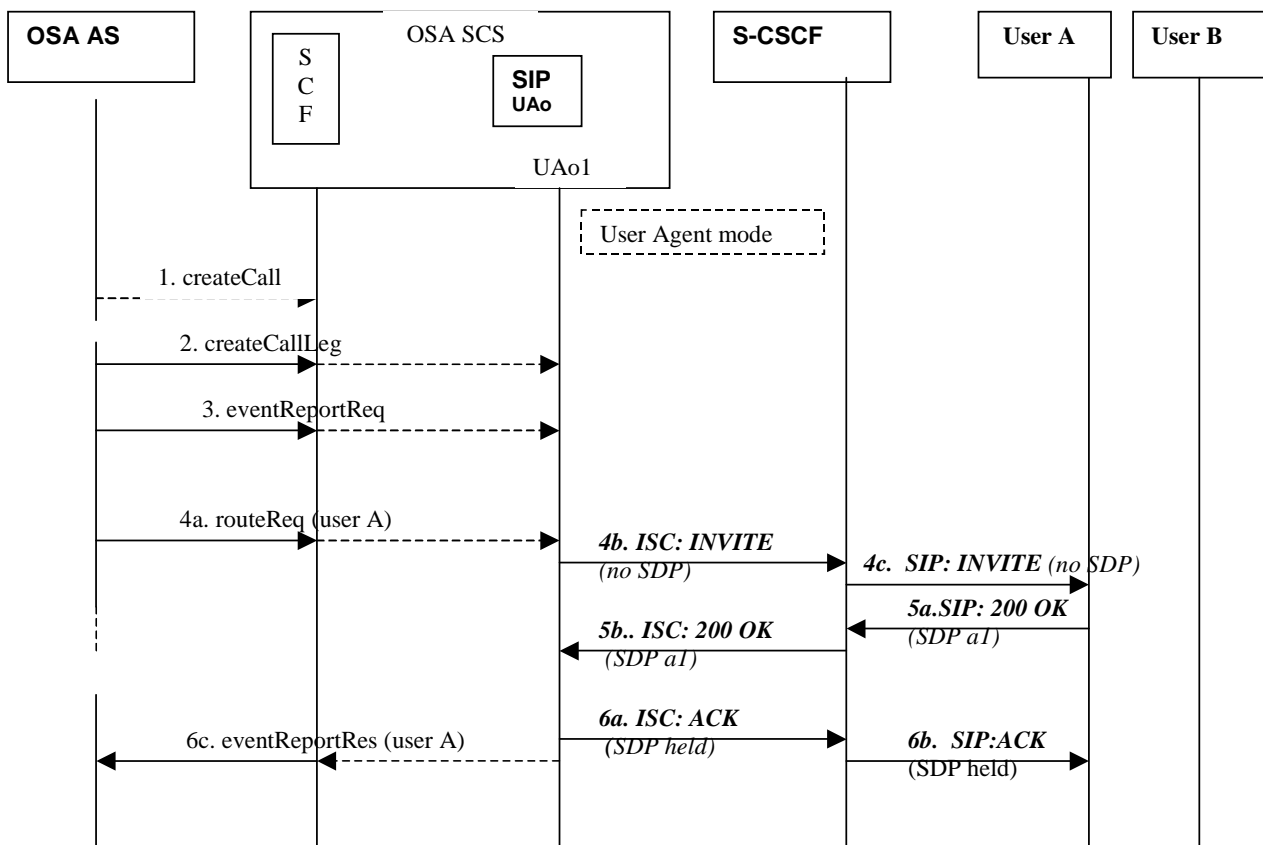 OSA AS
OSA SCS
S
C
F
SIP
UAo
UAo1
S-CSCF
User A
User B
User Agent mode
1. createCall
2. createCallLeg
3. eventReportReq
4a. routeReq (user A)
4b. ISC: INVITE
(no SDP)
4c. SIP: INVITE (no SDP)
5a.SIP: 200 OK
(SDP a1)
5b.. ISC: 200 OK
(SDP a1)
6a. ISC: ACK
(SDP held)
6c. eventReportRes (user A)
6b. SIP:ACK
(SDP held)